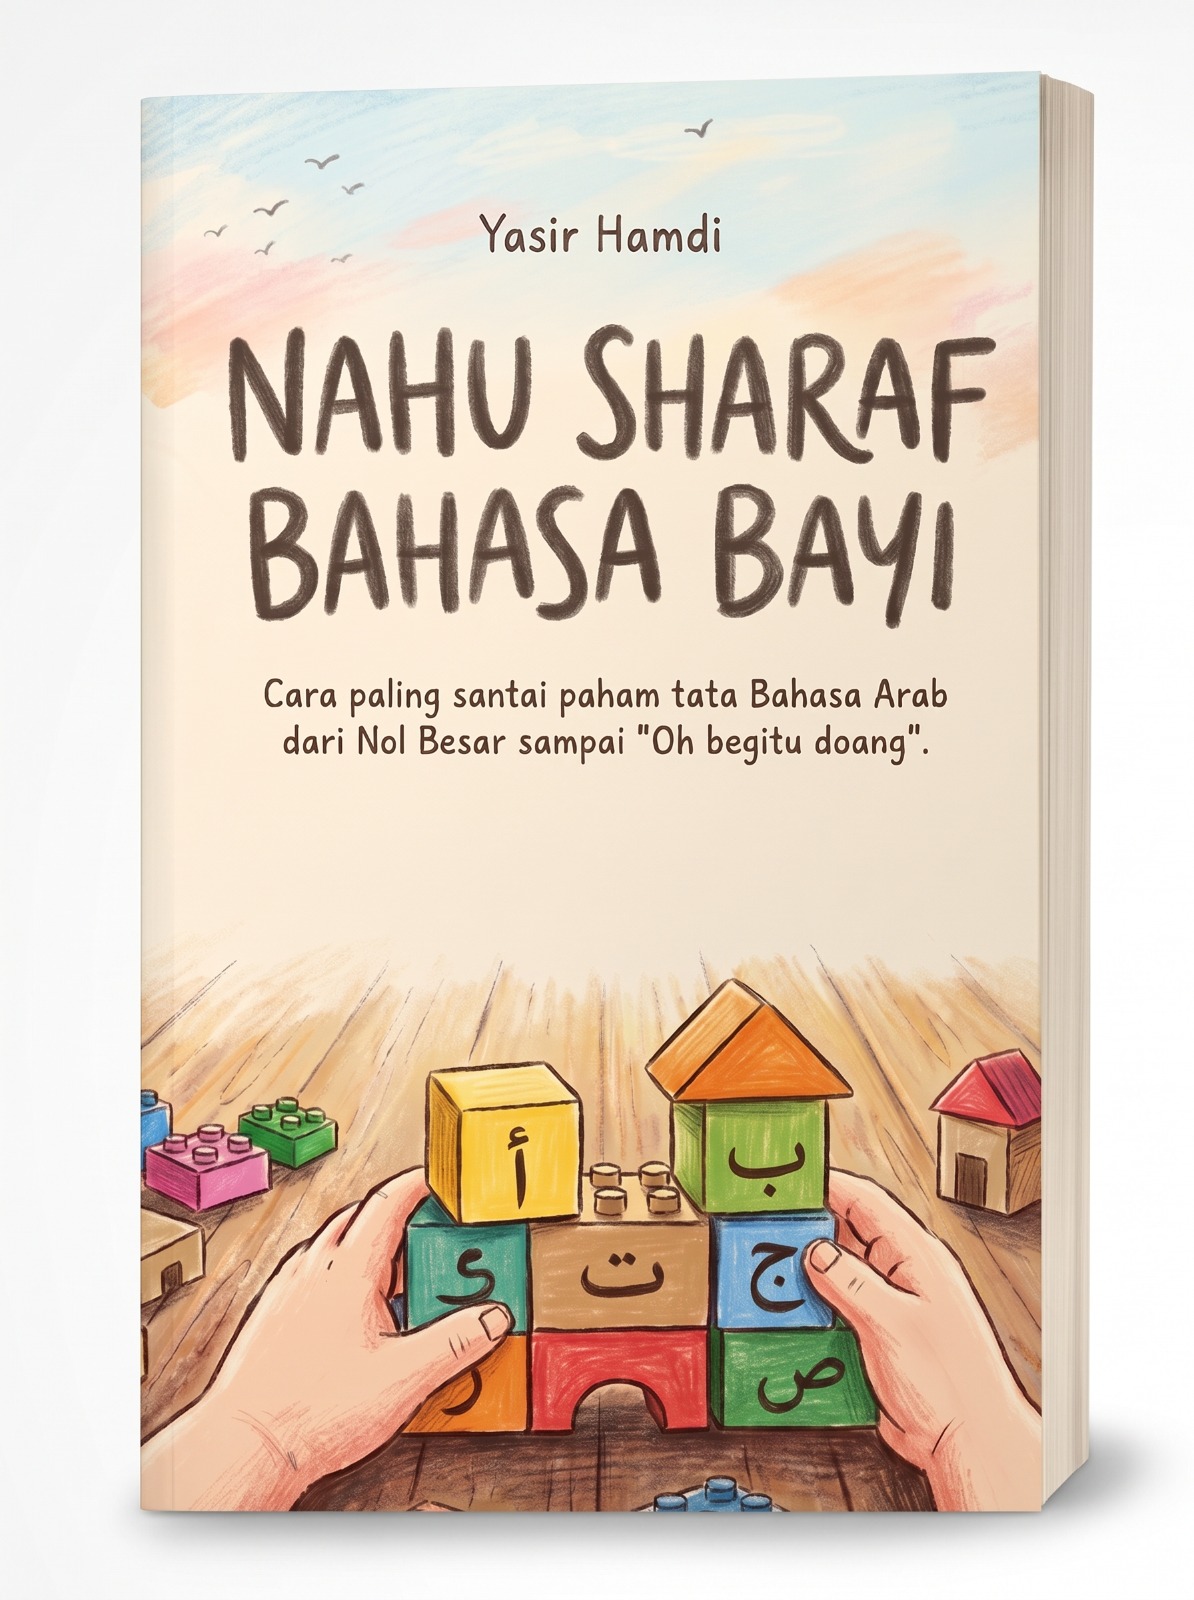 Yasir Hamdi
NAHU SHARAF
BAHASA BAYI
Cara paling santai paham tata Bahasa Arab
dari Nol Besar sampai "Oh begitu doang".
أ
ب
ي
ت
ج
ر
ص